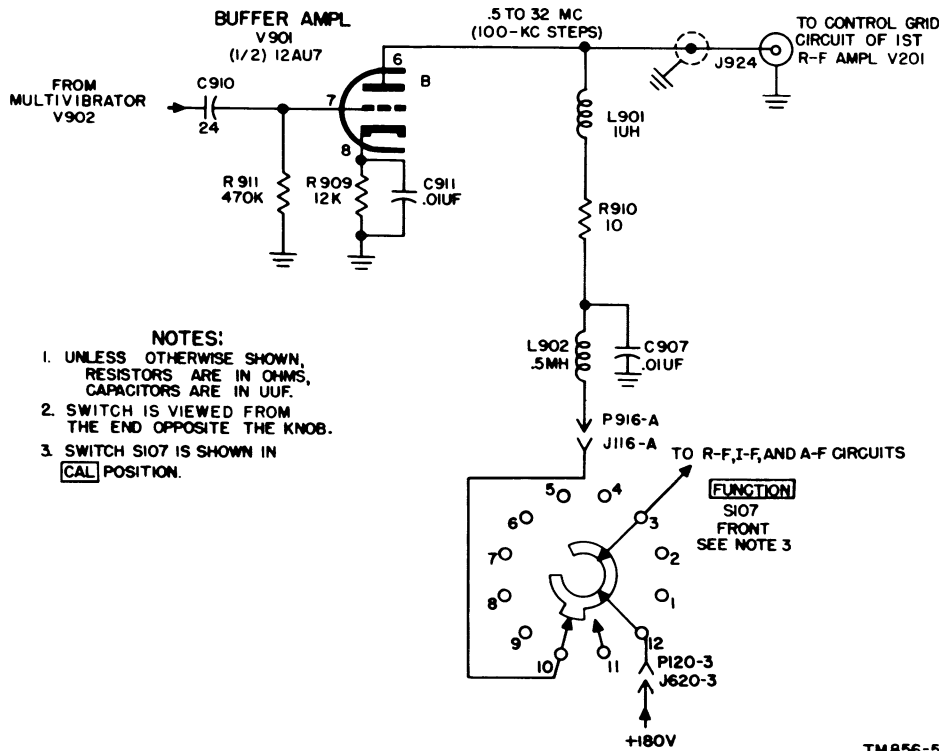 BUFFER AMPL
V901
(1/2) 12AU7
.5 TO 32 MC
(100-KC STEPS)
TO CONTROL GRID
CIRCUIT OF 1ST
R-F AMPL V201
J924
6
B
7
8
FROM
MULTIVIBRATOR
V902
C910
24
R911
470K
R909
12K
C911
.01UF
L901
1UH
R910
10
L902
.5MH
C907
.01UF
NOTES:
1. UNLESS OTHERWISE SHOWN,
RESISTORS ARE IN OHMS,
CAPACITORS ARE IN UUF.
2. SWITCH IS VIEWED FROM
THE END OPPOSITE THE KNOB.
3. SWITCH S107 IS SHOWN IN
CAL POSITION.
P916-A
J116-A
TO R-F, I-F, AND A-F CIRCUITS
FUNCTION
S107
FRONT
SEE NOTE 3
5
4
6
3
7
2
8
1
9
12
10
11
P120-3
J620-3
+180V
TM856-5